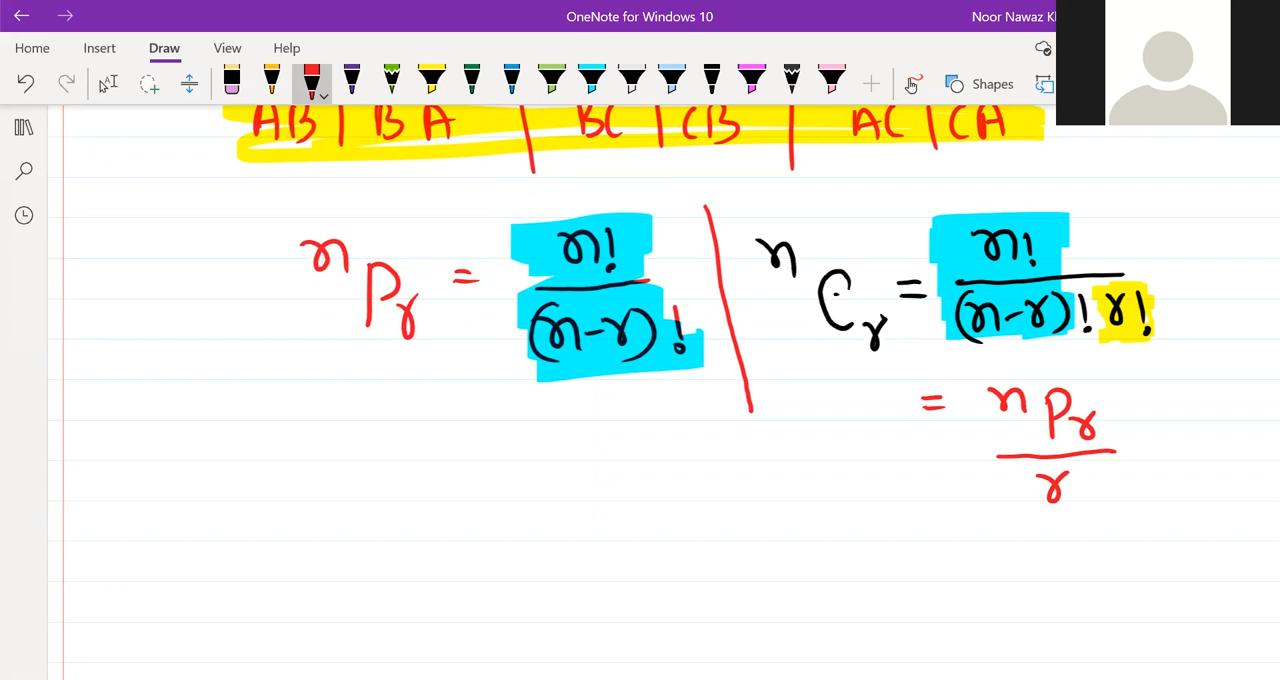 OneNote for Windows 10
Noor Nawaz
Home Insert Draw View Help
Shapes
AB | BA | BC | CB | AC | CA
nPr = n! / (n-r)! | nCr = n! / (n-r)! r!
= nPr / r